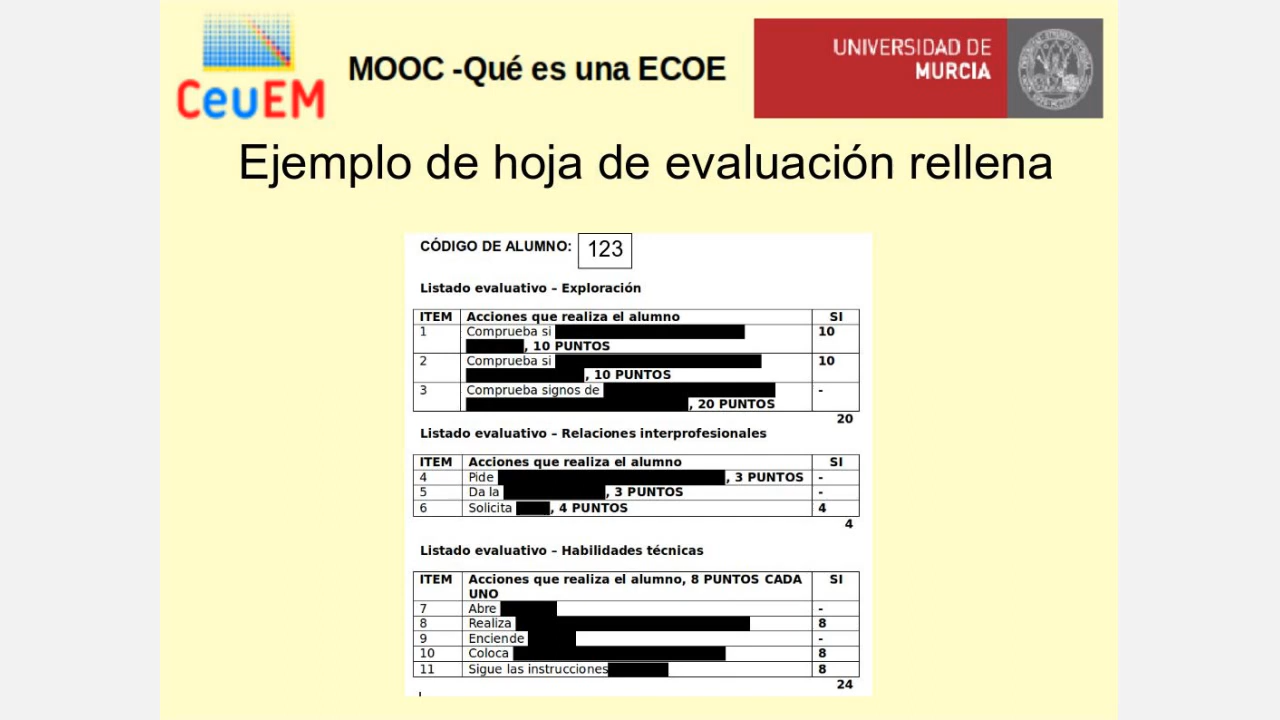 CeuEM
MOOC -Qué es una ECOE
UNIVERSIDAD DE
MURCIA
Ejemplo de hoja de evaluación rellena
CÓDIGO DE ALUMNO: 123
Listado evaluativo – Exploración
ITEM Acciones que realiza el alumno SI
1 Comprueba si 10
, 10 PUNTOS
2 Comprueba si 10
, 10 PUNTOS
3 Comprueba signos de -
, 20 PUNTOS
20
Listado evaluativo – Relaciones interprofesionales
ITEM Acciones que realiza el alumno SI
4 Pide , 3 PUNTOS -
5 Da la , 3 PUNTOS -
6 Solicita , 4 PUNTOS 4
4
Listado evaluativo – Habilidades técnicas
ITEM Acciones que realiza el alumno, 8 PUNTOS CADA SI
UNO
7 Abre -
8 Realiza 8
9 Enciende -
10 Coloca 8
11 Sigue las instrucciones 8
24